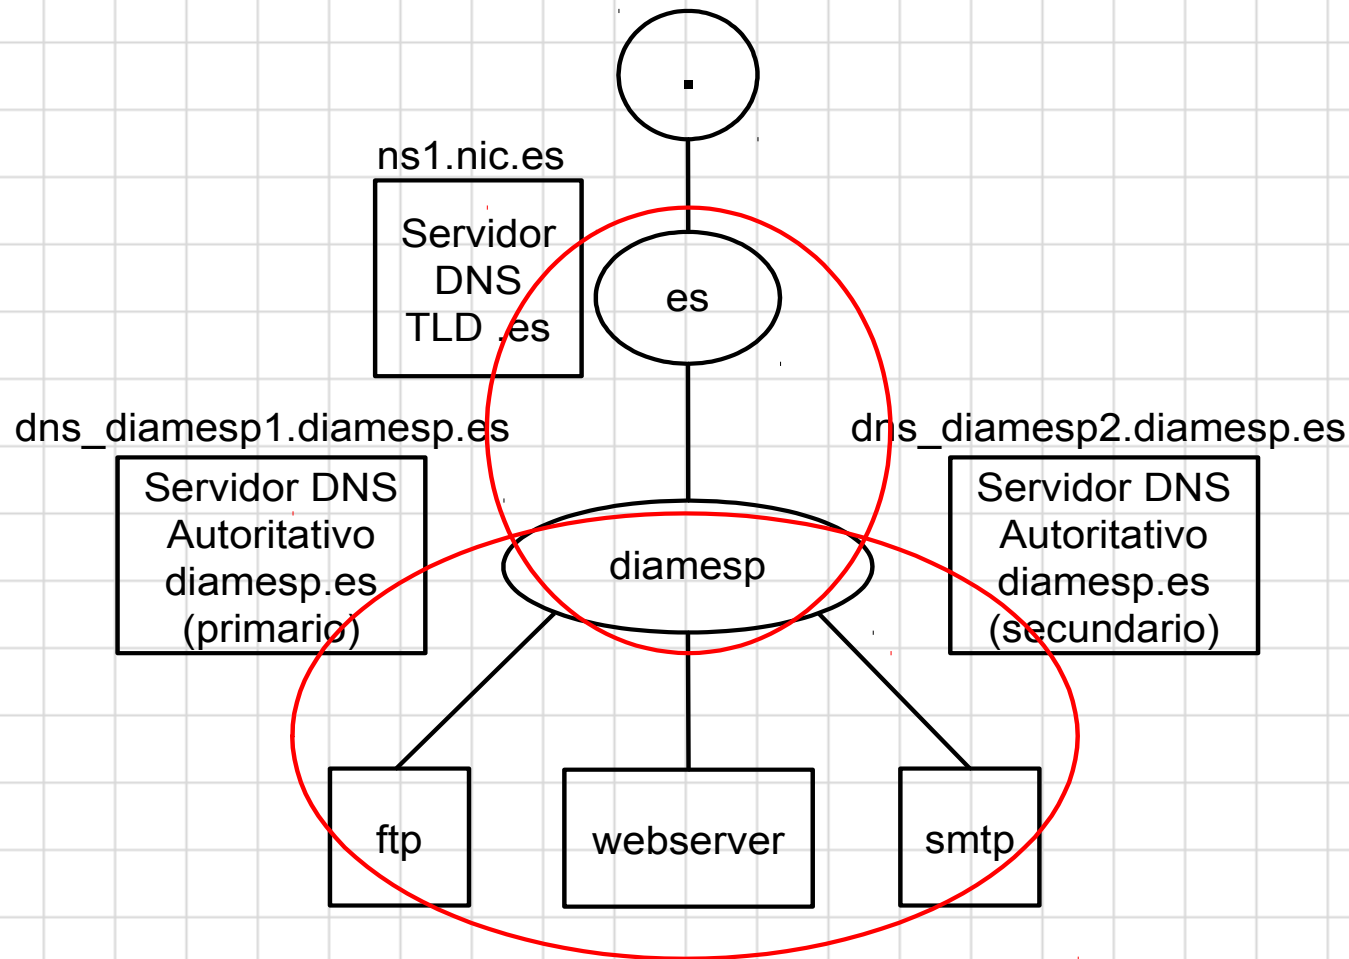 .
ns1.nic.es
Servidor
DNS
TLD .es
es
dns_diamesp1.diamesp.es
Servidor DNS
Autoritativo
diamesp.es
(primario)
dns_diamesp2.diamesp.es
Servidor DNS
Autoritativo
diamesp.es
(secundario)
diamesp
ftp
webserver
smtp